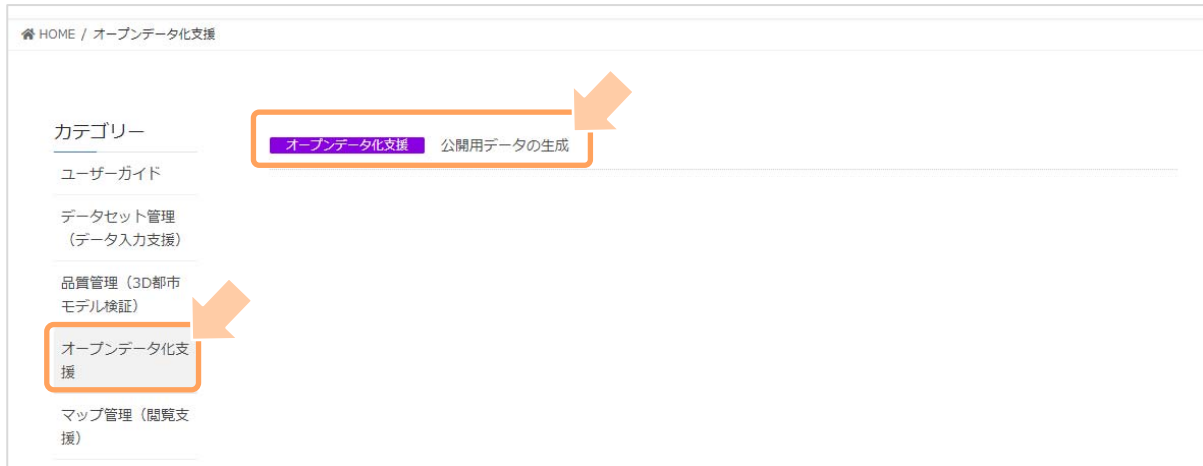 HOME / オープンデータ化支援
カテゴリー
ユーザーガイド
データセット管理
（データ入力支援）
品質管理（3D都市
モデル検証）
オープンデータ化支
援
マップ管理（閲覧支
援）
オープンデータ化支援 公開用データの生成